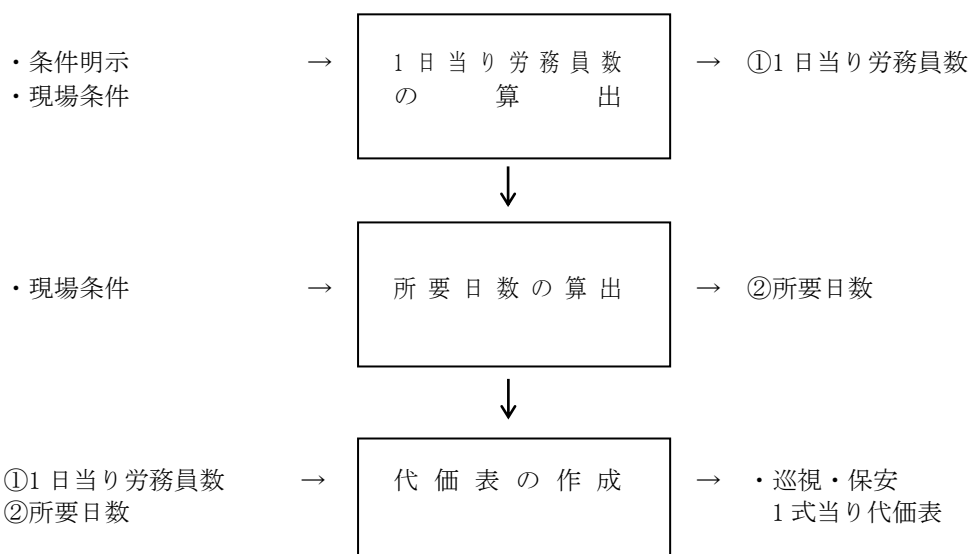 ・条件明示 → 1日当り労務員数 → ①1日当り労務員数
・現場条件 の算出
↓
・現場条件 → 所要日数の算出 → ②所要日数
↓
①1日当り労務員数 → 代価表の作成 → ・巡視・保安
②所要日数 1式当り代価表